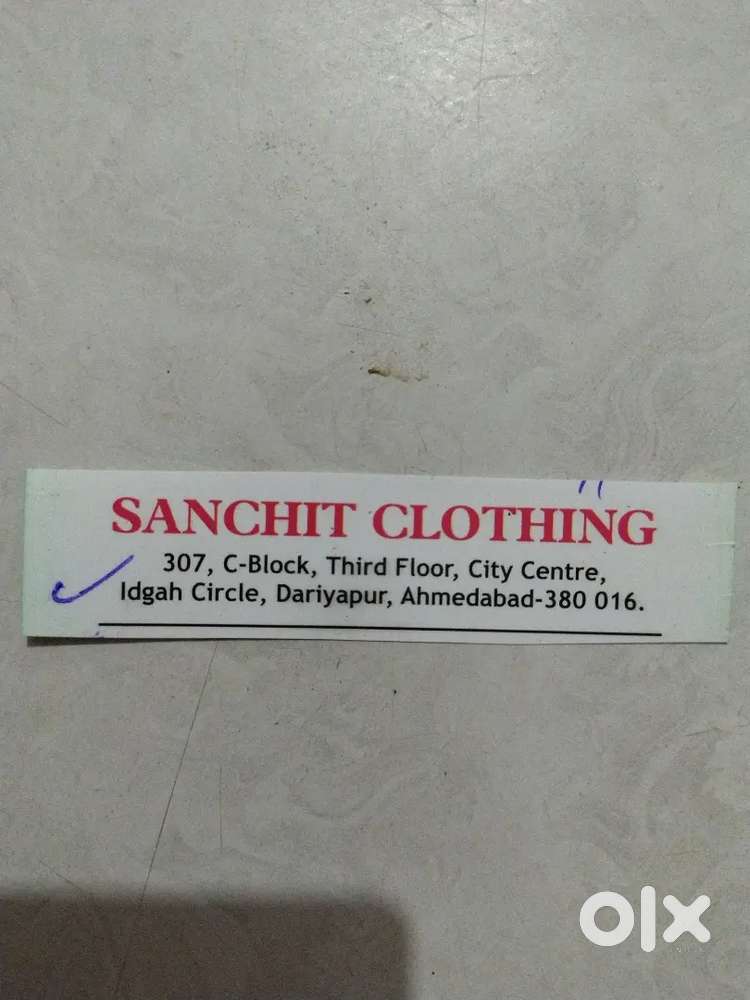 SANCHIT CLOTHING
307, C-Block, Third Floor, City Centre,
Idgah Circle, Dariyapur, Ahmedabad-380 016.
olx